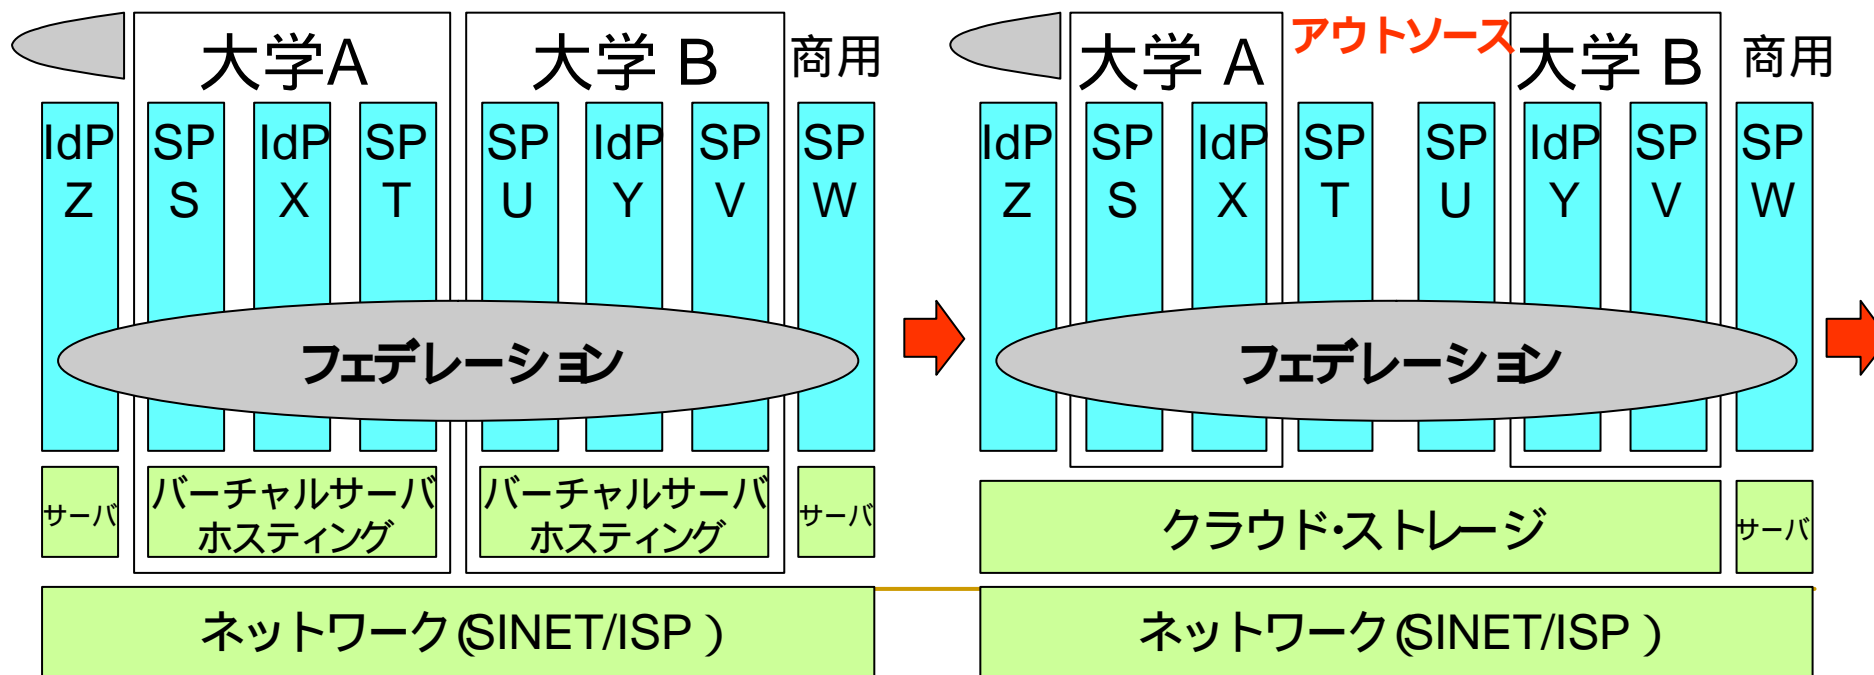 大学A
大学 B
商用
IdP
Z
SP
S
IdP
X
SP
T
SP
U
IdP
Y
SP
V
SP
W
フェデレーション
サーバ
バーチャルサーバ
ホスティング
バーチャルサーバ
ホスティング
サーバ
ネットワーク(SINET/ISP )
大学 A
アウトソース
大学 B
商用
IdP
Z
SP
S
IdP
X
SP
T
SP
U
IdP
Y
SP
V
SP
W
フェデレーション
クラウド・ストレージ
サーバ
ネットワーク(SINET/ISP )